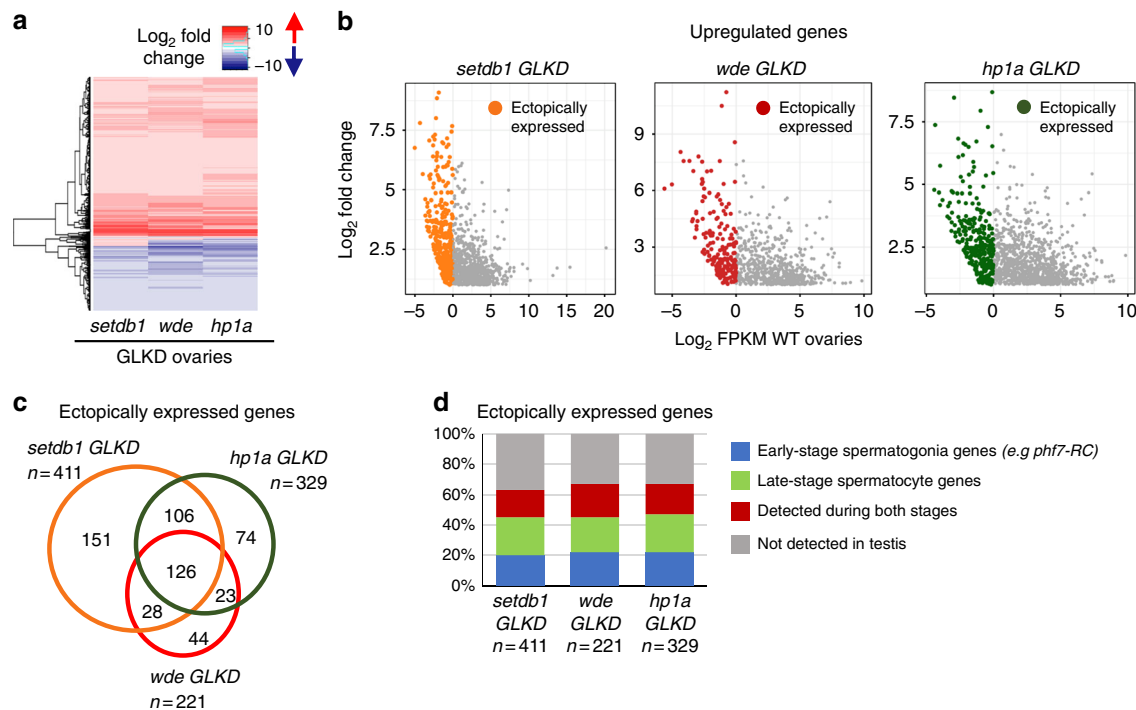 a
Log2 fold
change
10
−10
setdb1 wde hp1a
GLKD ovaries
b
Upregulated genes
setdb1 GLKD
wde GLKD
hp1a GLKD
Ectopically
expressed
Ectopically
expressed
Ectopically
expressed
Log2 fold change
7.5
5
2.5
9
6
3
7.5
5
2.5
−5 0 5 10 15 20
−5 0 5 10
−5 0 5 10
Log2 FPKM WT ovaries
c
Ectopically expressed genes
setdb1 GLKD
n=411
hp1a GLKD
n=329
106
151
74
126
23
28
44
wde GLKD
n=221
d
Ectopically expressed genes
100%
80%
60%
40%
20%
0%
setdb1
GLKD
n=411
wde
GLKD
n=221
hp1a
GLKD
n=329
Early-stage spermatogonia genes (e.g phf7-RC)
Late-stage spermatocyte genes
Detected during both stages
Not detected in testis